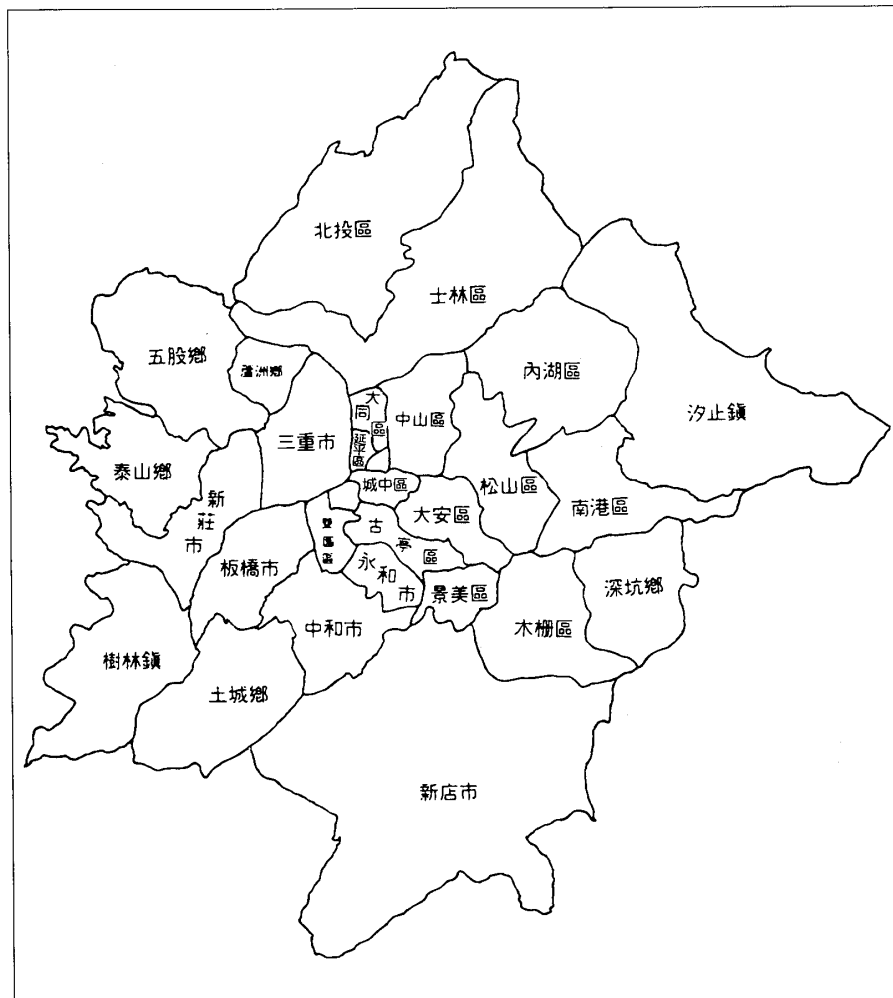 北投區
士林區
五股鄉
蘆洲鄉
內湖區
汐止鎮
三重市
大同區
中山區
延平區
泰山鄉
新莊市
城中區
松山區
大安區
南港區
板橋市
雙園區
古亭區
永和市
景美區
深坑鄉
中和市
木柵區
樹林鎮
土城鄉
新店市